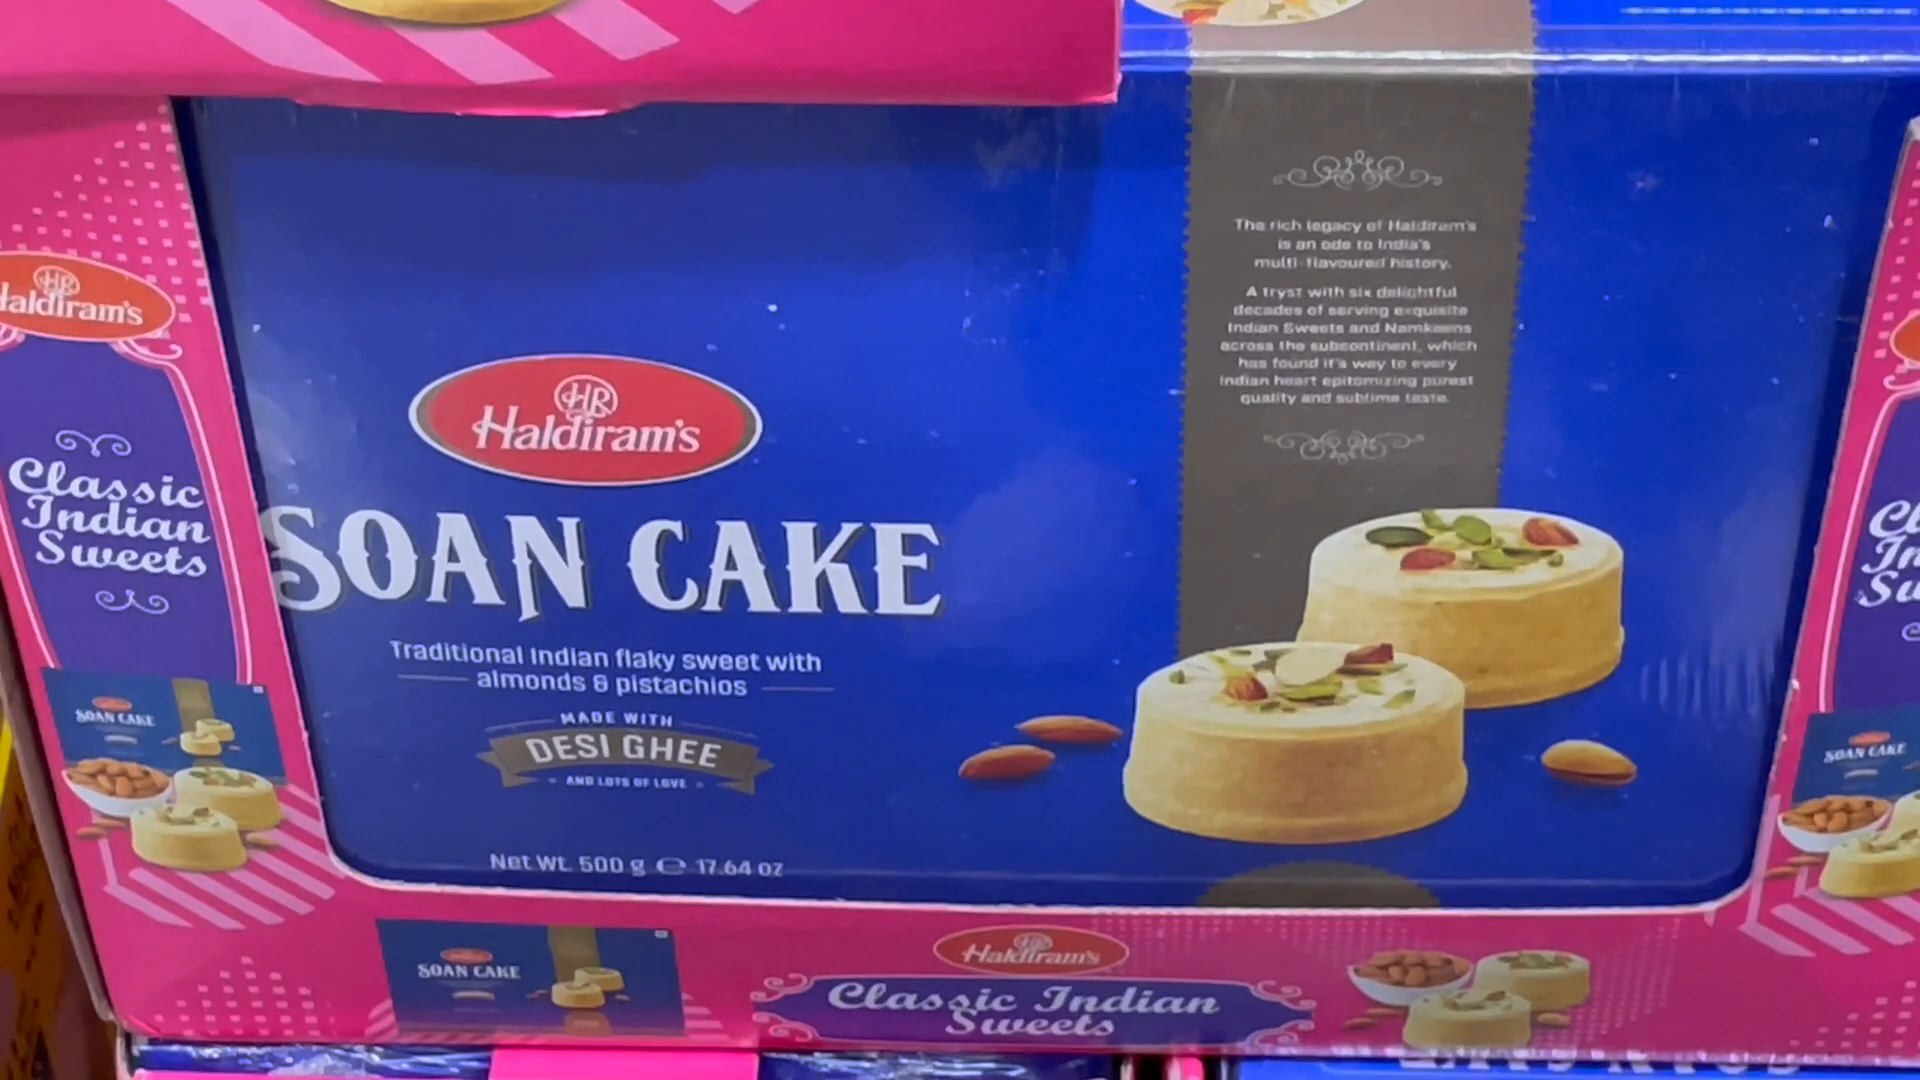 HR
Haldiram's
SOAN CAKE
Traditional Indian flaky sweet with
almonds & pistachios
MADE WITH
DESI GHEE
AND LOTS OF LOVE
Net Wt. 500 g ℮ 17.64 oz
The rich legacy of Haldiram's
is an ode to India's
multi-flavoured history.
A tryst with six delightful
decades of serving exquisite
Indian Sweets and Namkeens
across the subcontinent, which
has found it's way to every
Indian heart epitomizing purest
quality and sublime taste.
HR
Haldiram's
Classic
Indian
Sweets
SOAN CAKE
SOAN CAKE
HR
Haldiram's
Classic Indian
Sweets
SOAN CAKE